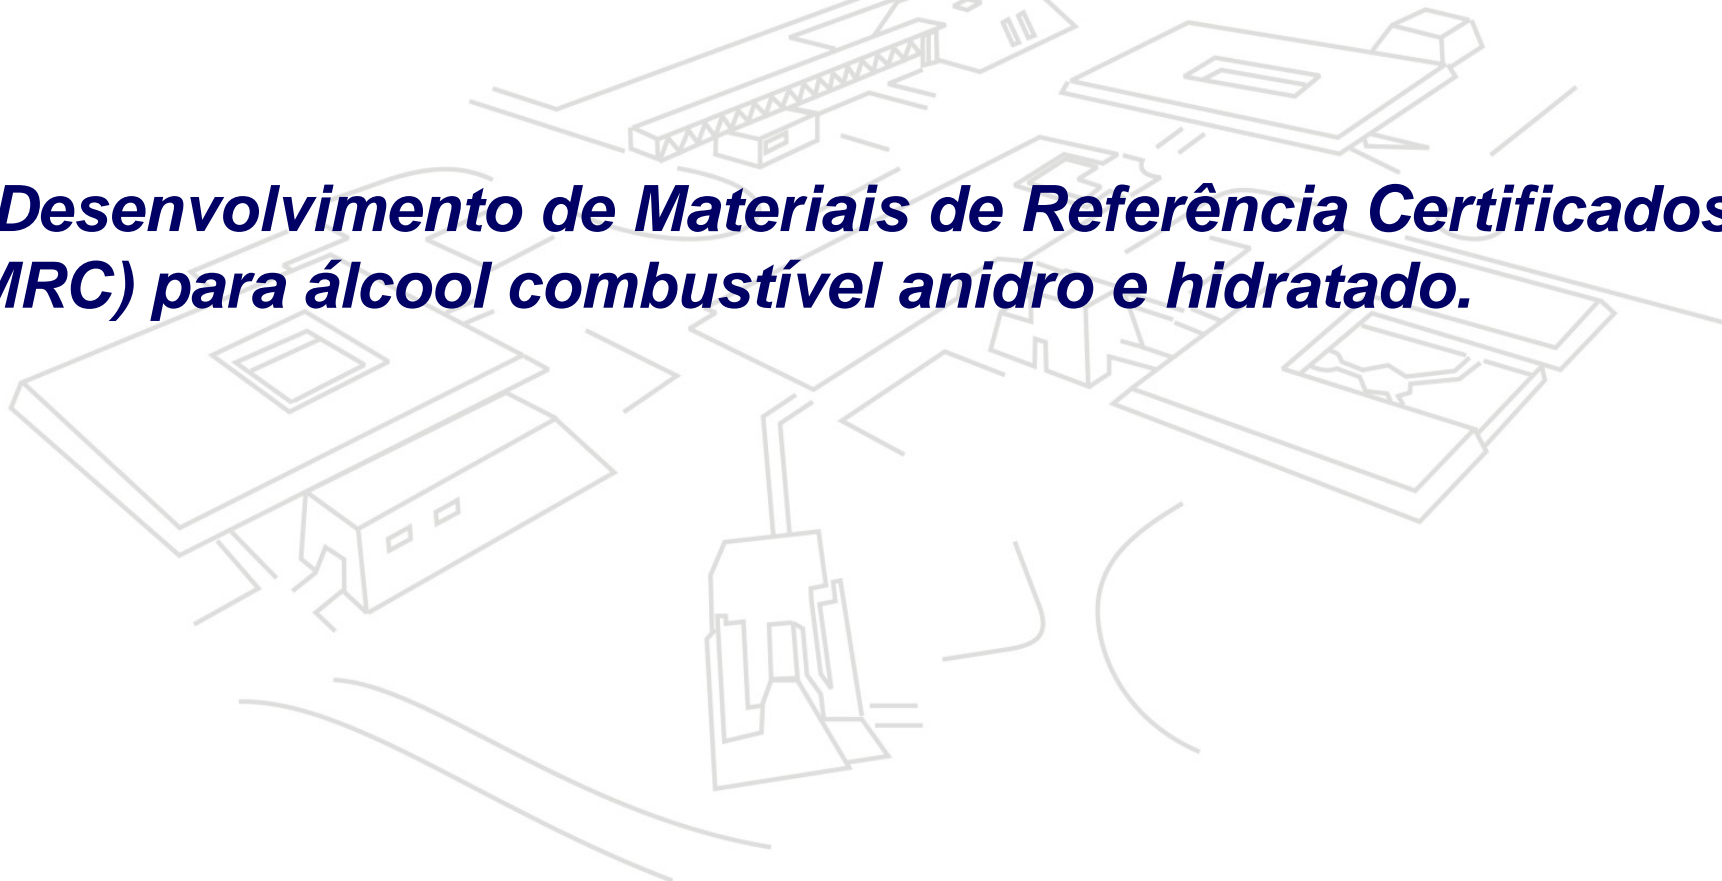 Desenvolvimento de Materiais de Referência Certificados
MRC) para álcool combustível anidro e hidratado.